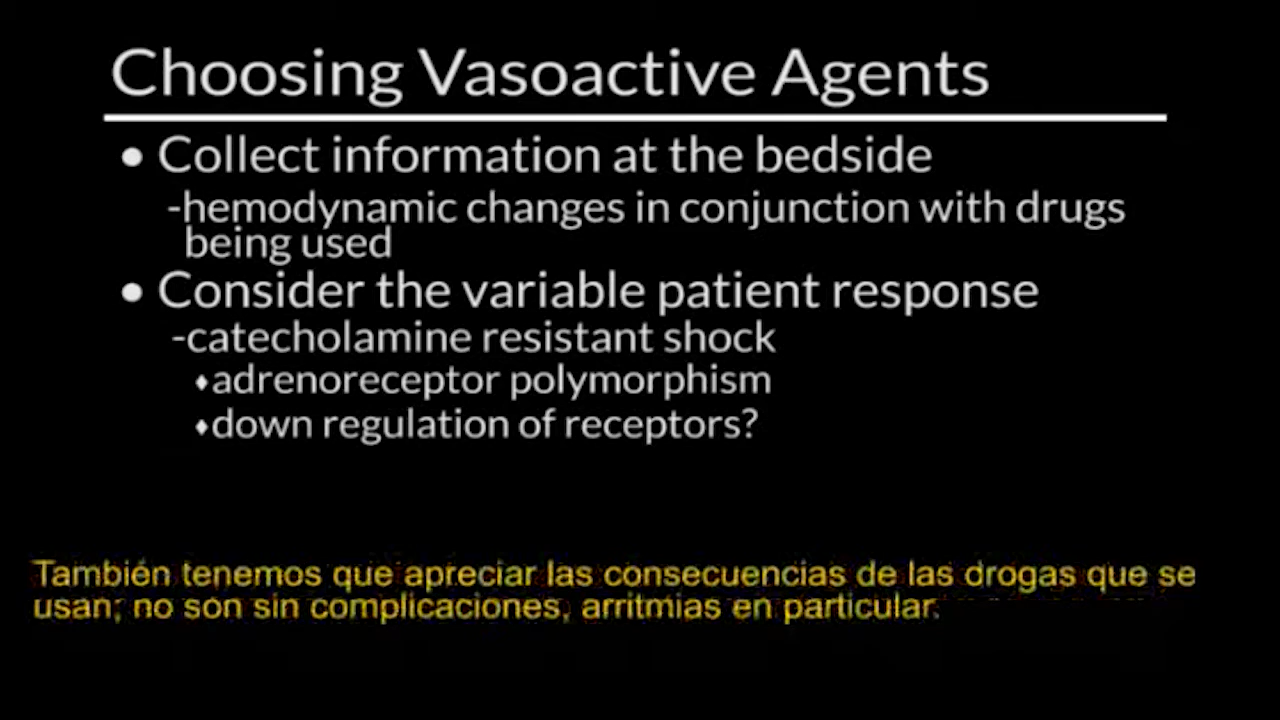 Choosing Vasoactive Agents
• Collect information at the bedside
-hemodynamic changes in conjunction with drugs
being used
• Consider the variable patient response
-catecholamine resistant shock
♦adrenoreceptor polymorphism
♦down regulation of receptors?
También tenemos que apreciar las consecuencias de las drogas que se
usan; no son sin complicaciones, arritmias en particular.